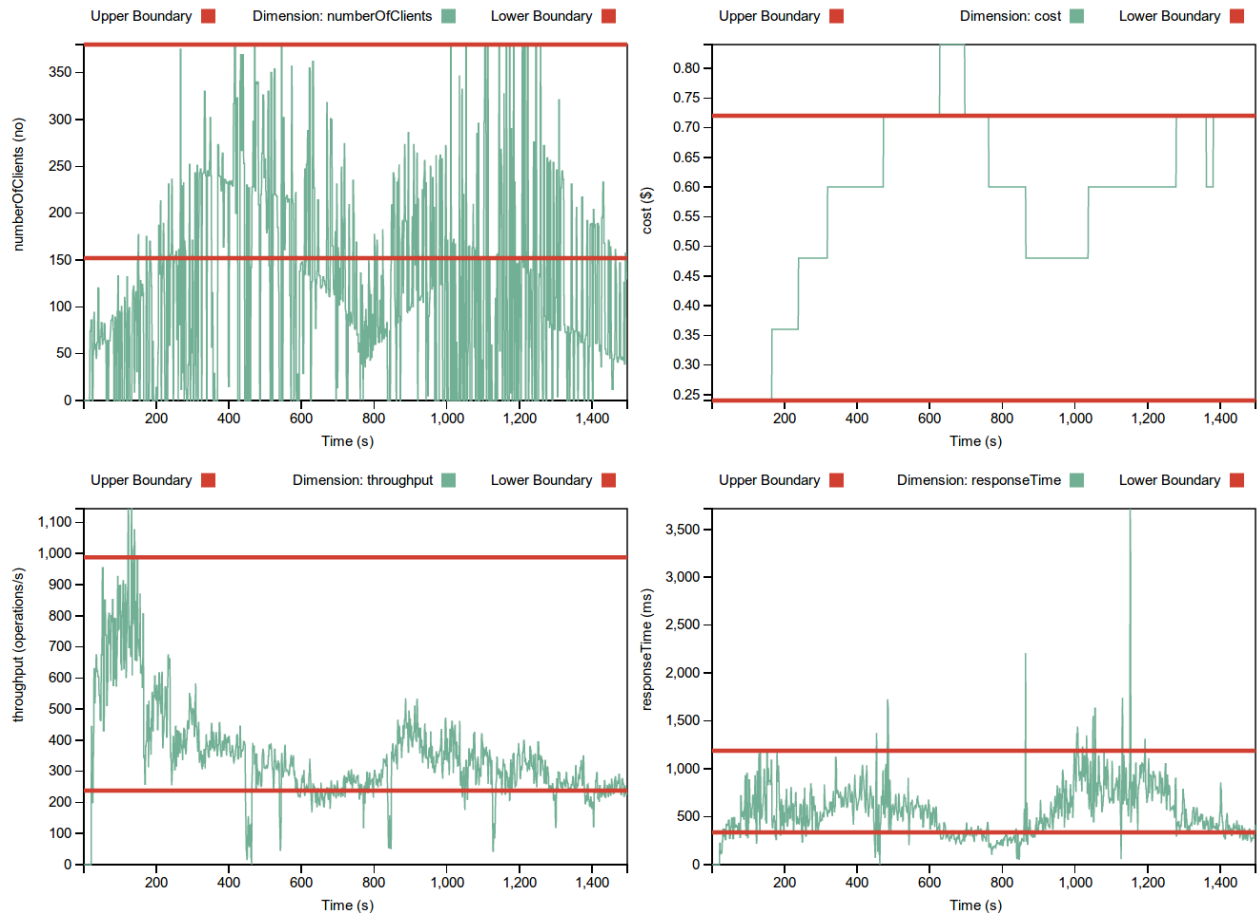 Upper Boundary Dimension: numberOfClients Lower Boundary
350
300
250
200
150
100
50
0
numberOfClients (no)
200 400 600 800 1,000 1,200 1,400
Time (s)
Upper Boundary Dimension: cost Lower Boundary
0.80
0.75
0.70
0.65
0.60
0.55
0.50
0.45
0.40
0.35
0.30
0.25
cost ($)
200 400 600 800 1,000 1,200 1,400
Time (s)
Upper Boundary Dimension: throughput Lower Boundary
1,100
1,000
900
800
700
600
500
400
300
200
100
0
throughput (operations/s)
200 400 600 800 1,000 1,200 1,400
Time (s)
Upper Boundary Dimension: responseTime Lower Boundary
3,500
3,000
2,500
2,000
1,500
1,000
500
0
responseTime (ms)
200 400 600 800 1,000 1,200 1,400
Time (s)